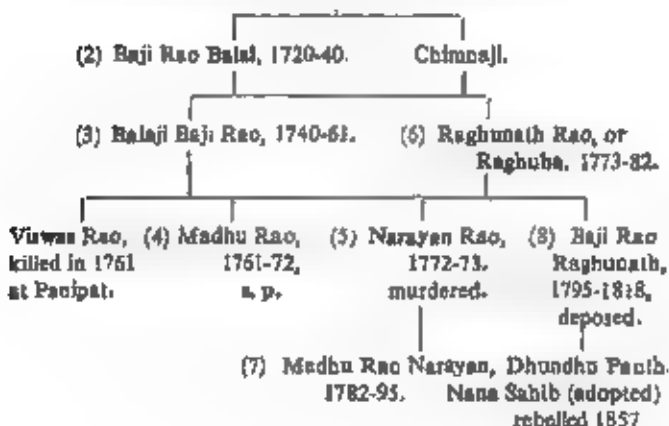 (2) Baji Rao Balai, 1720-40. Chimnaji.
(3) Balaji Baji Rao, 1740-61. (6) Raghunath Rao, or
Raghuba, 1773-82.
Viswas Rao, (4) Madhu Rao, (5) Narayan Rao, (8) Baji Rao
killed in 1761 1761-72, 1772-73. Raghunath,
at Panipat. s. p. murdered. 1795-1818,
deposed.
(7) Madhu Rao Narayan, Dhundhu Panth.
1782-95. Nana Sahib (adopted)
rebelled 1857